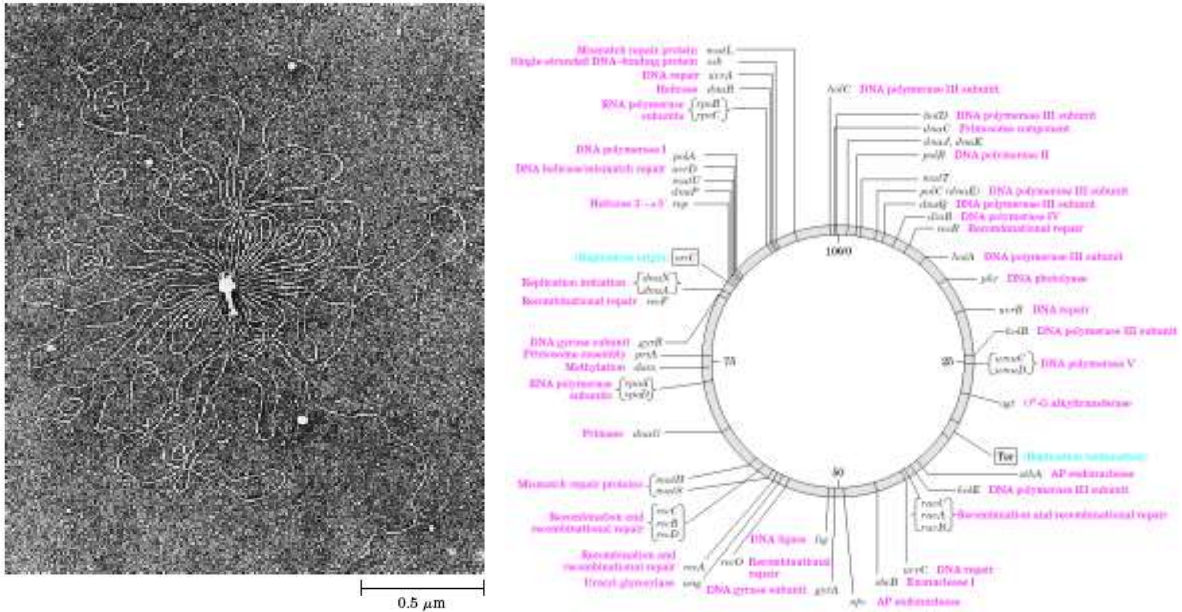 0.5 μm
Mismatch repair protein mutL
Single-stranded DNA-binding protein ssb
DNA repair uvrA
Helicase dnaB
RNA polymerase subunits rpoB rpoC
DNA polymerase I polA
DNA helicase/mismatch repair uvrD
dnaP
Helicase 3′→5′ rep
Replication origin oriC
Replication initiation dnaN dnaA
Recombinational repair recF
DNA gyrase subunit gyrB
Primosome assembly priA
Methylation dam
RNA polymerase subunits
Primase dnaG
Mismatch repair proteins mutH mutS
Recombination and recombinational repair recC recB recD
Recombination and recombinational repair recA
Uracil glycosylase ung
recO Recombinational repair
DNA ligase lig
DNA gyrase subunit gyrA
nfo AP endonuclease
sbcB Exonuclease I
uvrC DNA repair
Recombination and recombinational repair
holE DNA polymerase III subunit
xthA AP endonuclease
Ter
ogt O⁶-G alkyltransferase
umuC umuD DNA polymerase V
holB DNA polymerase III subunit
uvrB DNA repair
phr DNA photolyase
holA DNA polymerase III subunit
recR Recombinational repair
dinB DNA polymerase IV
dnaQ DNA polymerase III subunit
polC (dnaE) DNA polymerase III subunit
mutT
polB DNA polymerase II
dnaJ, dnaK
dnaC Primosome component
holD DNA polymerase III subunit
holC DNA polymerase III subunit
100/0
75
25
50